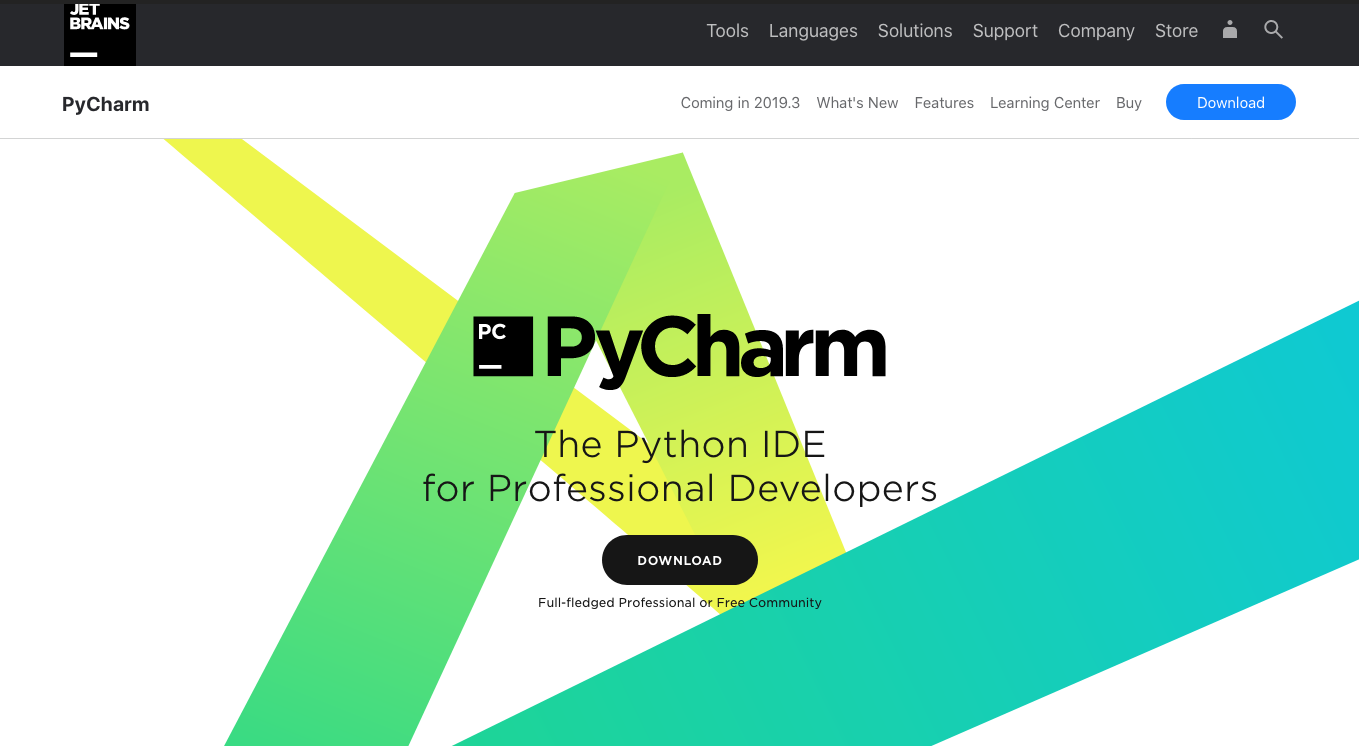 JET
BRAINS
Tools Languages Solutions Support Company Store
PyCharm
Coming in 2019.3 What's New Features Learning Center Buy Download
PC
PyCharm
The Python IDE
for Professional Developers
DOWNLOAD
Full-fledged Professional or Free Community